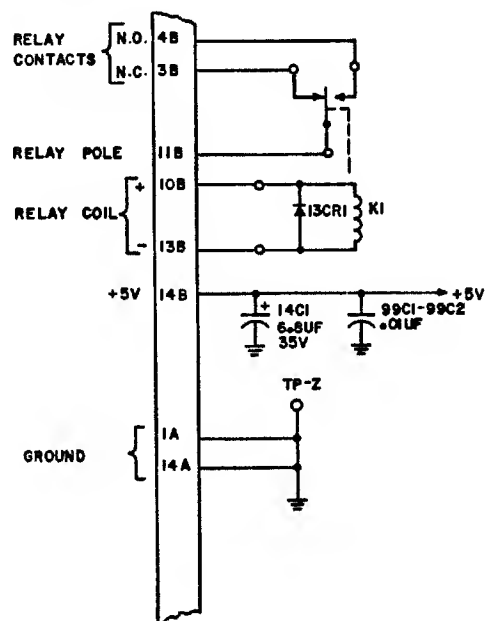 RELAY CONTACTS
N.O. 4B
N.C. 3B
RELAY POLE 11B
+ 10B
RELAY COIL
- 13B
13CR1
K1
+5V 14B
+5V
+ 14C1
6.8UF
35V
99C1-99C2
.01UF
TP-Z
1A
GROUND
14A